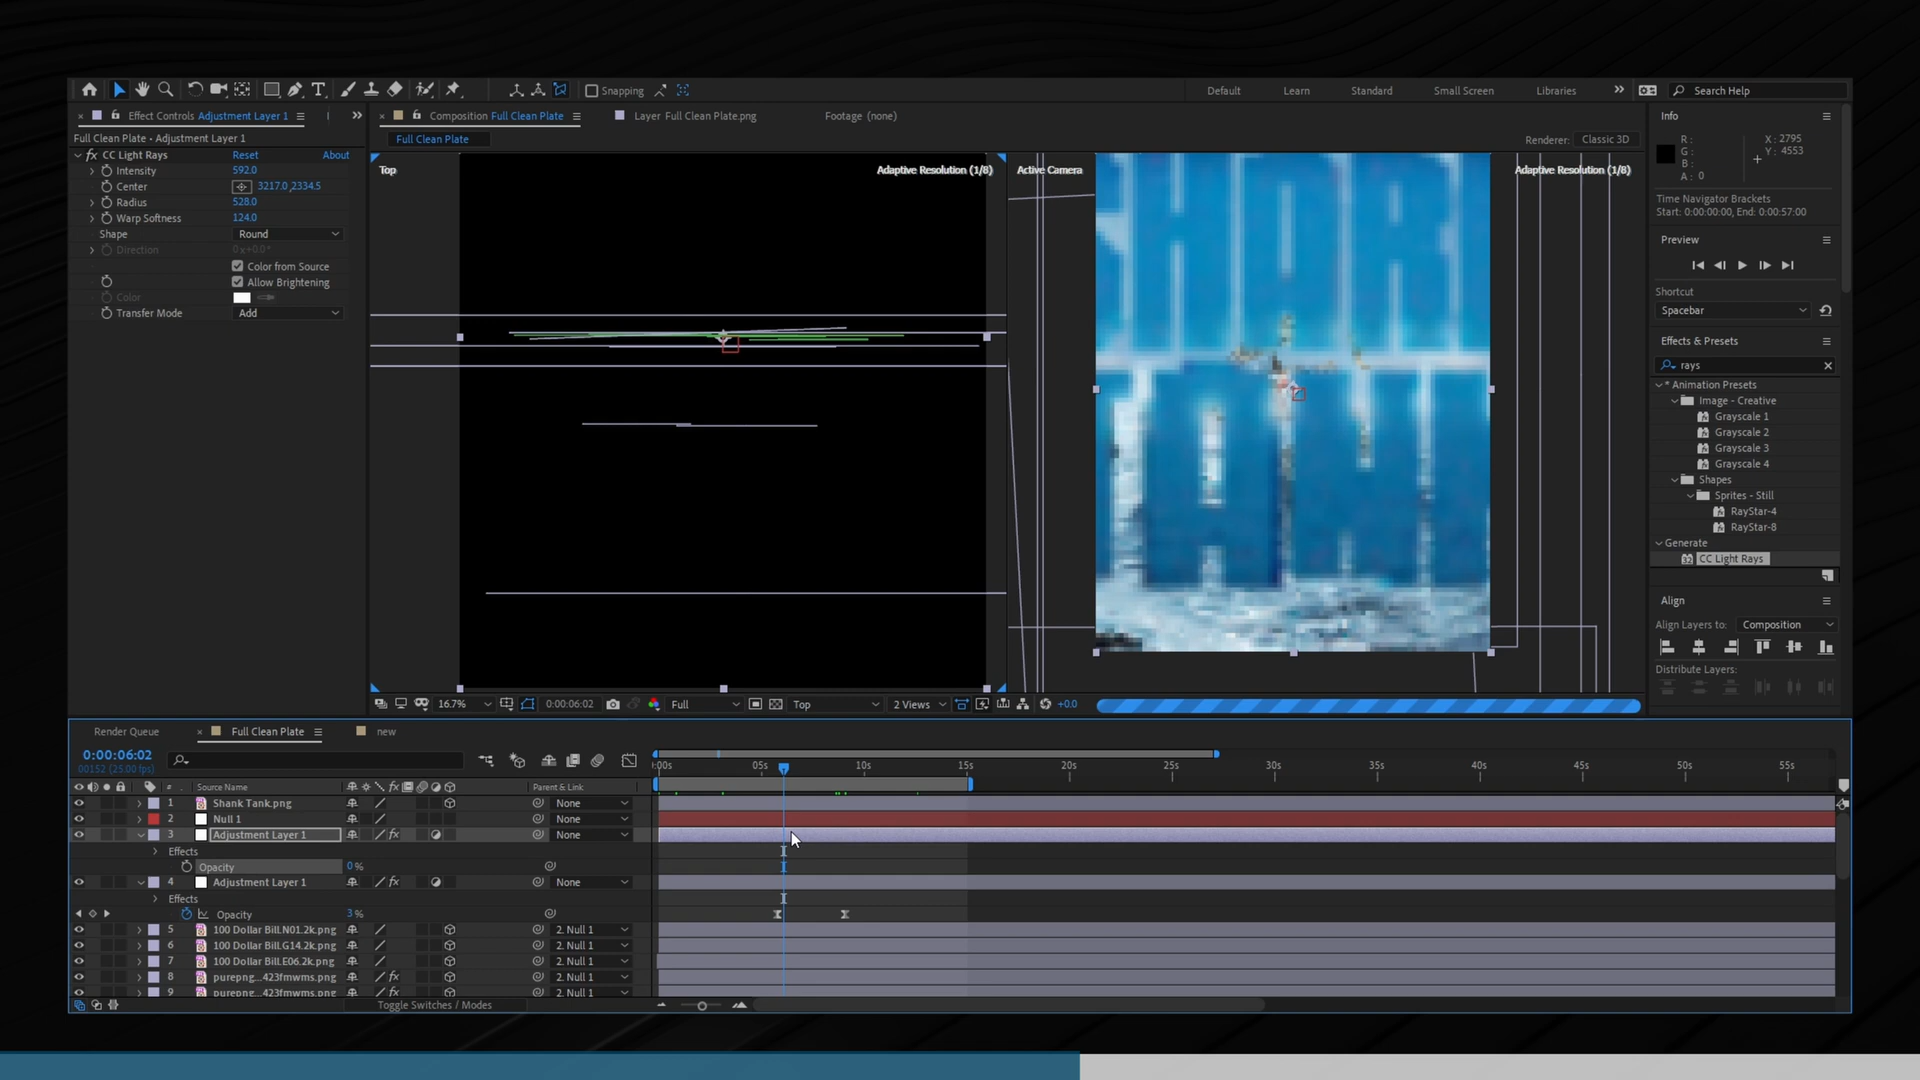 Snapping
Default
Learn
Standard
Small Screen
Libraries
Search Help
Effect Controls Adjustment Layer 1
Composition Full Clean Plate
Layer Full Clean Plate.png
Footage (none)
Info
Full Clean Plate • Adjustment Layer 1
Full Clean Plate
Renderer: Classic 3D
R :
G :
B :
A : 0
X : 2795
Y : 4553
fx CC Light Rays Reset About
Intensity 592.0
Center 3217.0,2334.5
Radius 528.0
Warp Softness 124.0
Shape Round
Direction 0x+0.0°
Color from Source
Allow Brightening
Color
Transfer Mode Add
Top
Adaptive Resolution (1/8)
Active Camera
Adaptive Resolution (1/8)
Time Navigator Brackets
Start: 0:00:00:00, End: 0:00:57:00
Preview
Shortcut
Spacebar
Effects & Presets
rays
* Animation Presets
Image - Creative
Grayscale 1
Grayscale 2
Grayscale 3
Grayscale 4
Shapes
Sprites - Still
RayStar-4
RayStar-8
Generate
CC Light Rays
Align
Align Layers to: Composition
Distribute Layers:
16.7%
0:00:06:02
Full
Top
2 Views
+0.0
Render Queue
Full Clean Plate
new
0:00:06:02
00152 (25.00 fps)
:00s 05s 10s 15s 20s 25s 30s 35s 40s 45s 50s 55s
# Source Name fx Parent & Link
1 Shank Tank.png None
2 Null 1 None
3 Adjustment Layer 1 fx None
Effects
Opacity 0 %
4 Adjustment Layer 1 fx None
Effects
Opacity 3 %
5 100 Dollar Bill.N01.2k.png 2. Null 1
6 100 Dollar Bill.G14.2k.png 2. Null 1
7 100 Dollar Bill.E06.2k.png 2. Null 1
8 purepng...423fmwms.png fx 2. Null 1
9 purepng...423fmwms.png fx 2. Null 1
Toggle Switches / Modes